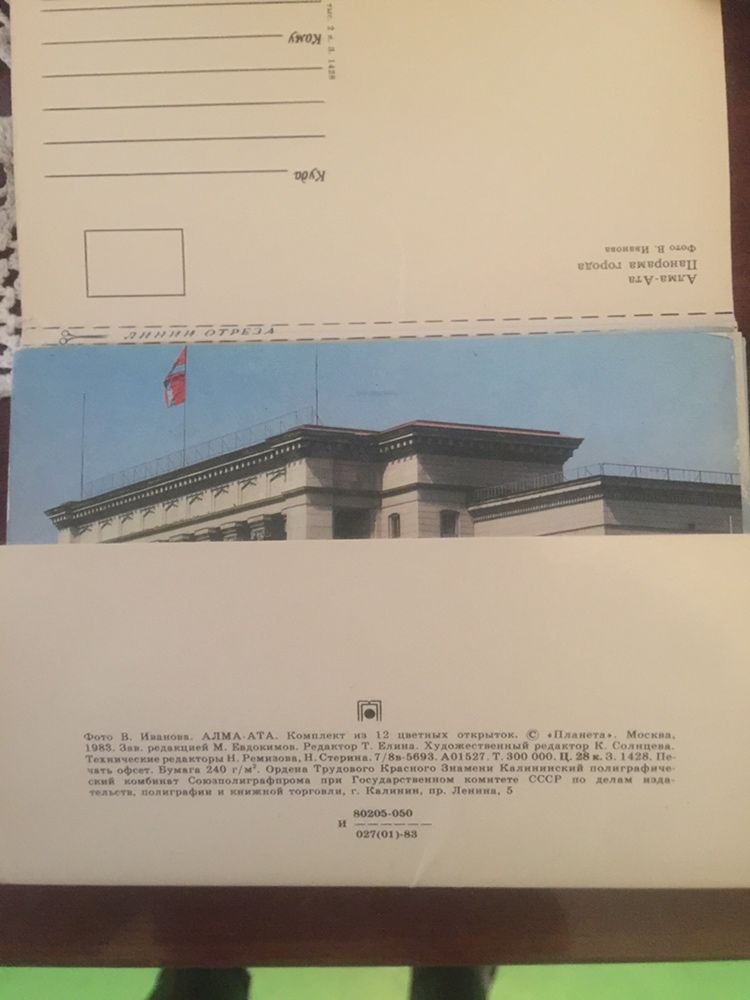 тыс. 2 к. З. 1428
Кому
Куда
Алма-Ата
Панорама города
Фото В. Иванова
ЛИНИИ ОТРЕЗА
Фото В. Иванова. АЛМА-АТА. Комплект из 12 цветных открыток. © «Планета». Москва,
1983. Зав. редакцией М. Евдокимов. Редактор Т. Елина. Художественный редактор К. Солнцева.
Технические редакторы Н. Ремизова, Н. Стерина. 7/8в-5693. А01527. Т. 300 000. Ц. 28 к. З. 1428. Пе-
чать офсет. Бумага 240 г/м². Ордена Трудового Красного Знамени Калининский полиграфиче-
ский комбинат Союзполиграфпрома при Государственном комитете СССР по делам изда-
тельств, полиграфии и книжной торговли, г. Калинин, пр. Ленина, 5
80205-050
И
027(01)-83